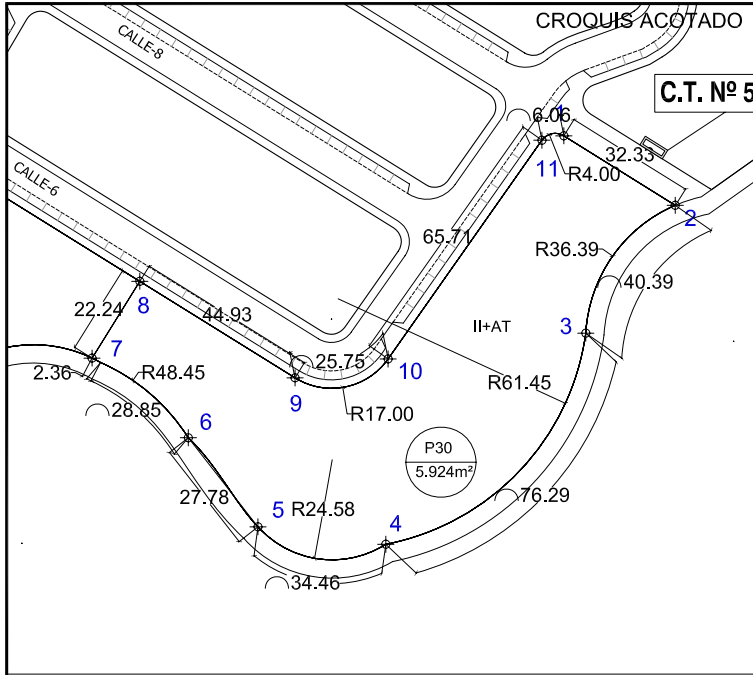 CROQUIS ACOTADO
CALLE-8
C.T. Nº 5
6.06
1
11
R4.00
32.33
CALLE-6
2
65.71
R36.39
40.39
8
22.24
44.93
II+AT
3
7
25.75
10
2.36
R48.45
9
R61.45
28.85
R17.00
6
P30
5.924m²
27.78
5
R24.58
4
76.29
34.46